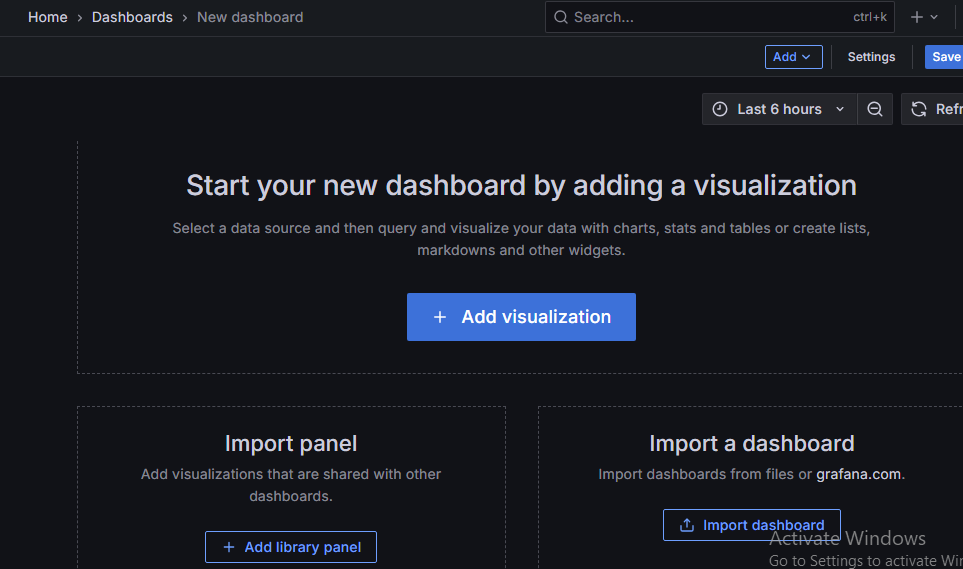 Home › Dashboards › New dashboard
Search... ctrl+k
Add
Settings
Save
Last 6 hours
Start your new dashboard by adding a visualization
Select a data source and then query and visualize your data with charts, stats and tables or create lists,
markdowns and other widgets.
+ Add visualization
Import panel
Add visualizations that are shared with other
dashboards.
+ Add library panel
Import a dashboard
Import dashboards from files or grafana.com.
Import dashboard
Activate Windows
Go to Settings to activate